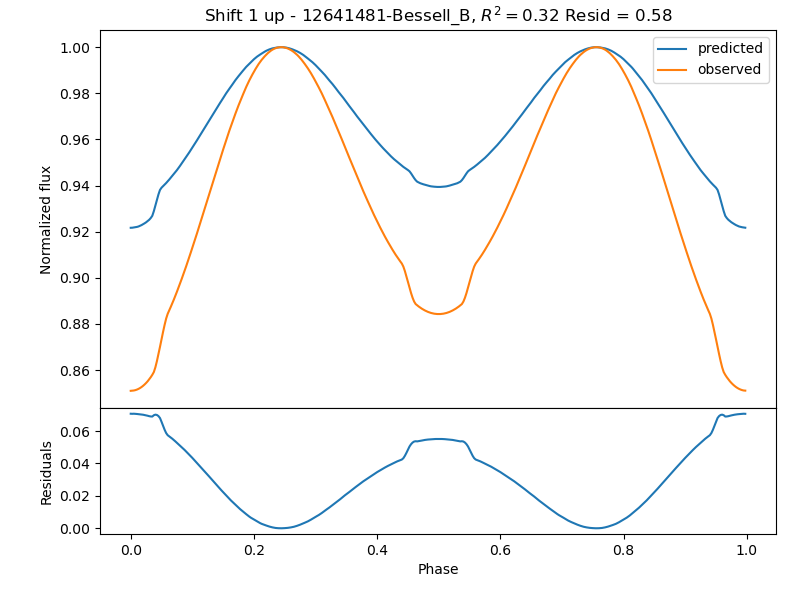 Shift 1 up - 12641481-Bessell_B, R² = 0.32 Resid = 0.58
predicted
observed
Normalized flux
1.00
0.98
0.96
0.94
0.92
0.90
0.88
0.86
Residuals
0.06
0.04
0.02
0.00
0.0 0.2 0.4 0.6 0.8 1.0
Phase